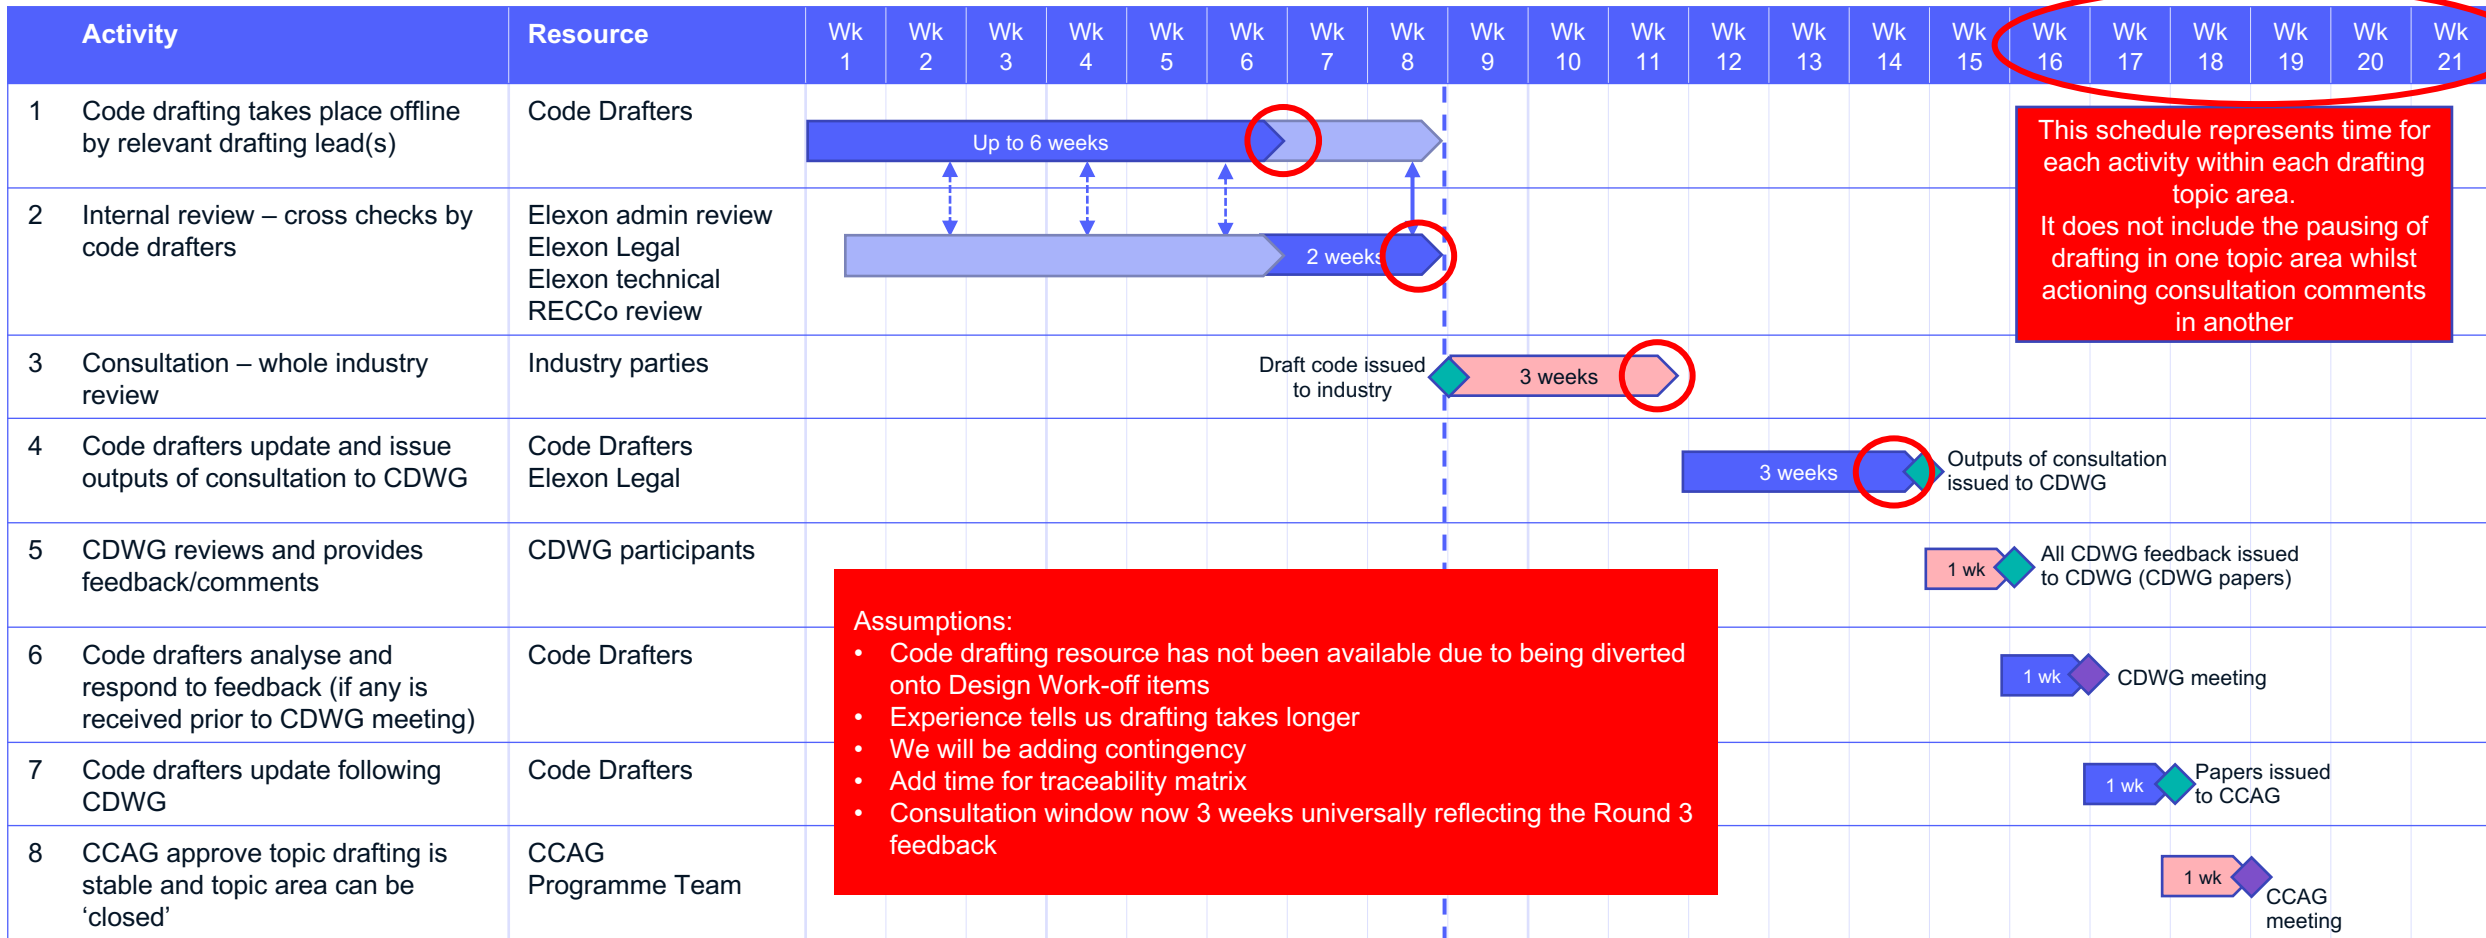 Activity
Resource
Wk 1
Wk 2
Wk 3
Wk 4
Wk 5
Wk 6
Wk 7
Wk 8
Wk 9
Wk 10
Wk 11
Wk 12
Wk 13
Wk 14
Wk 15
Wk 16
Wk 17
Wk 18
Wk 19
Wk 20
Wk 21
1
Code drafting takes place offline
by relevant drafting lead(s)
Code Drafters
Up to 6 weeks
This schedule represents time for
each activity within each drafting
topic area.
It does not include the pausing of
drafting in one topic area whilst
actioning consultation comments
in another
2
Internal review – cross checks by
code drafters
Elexon admin review
Elexon Legal
Elexon technical
RECCo review
2 weeks
3
Consultation – whole industry
review
Industry parties
Draft code issued
to industry
3 weeks
4
Code drafters update and issue
outputs of consultation to CDWG
Code Drafters
Elexon Legal
3 weeks
Outputs of consultation
issued to CDWG
5
CDWG reviews and provides
feedback/comments
CDWG participants
1 wk
All CDWG feedback issued
to CDWG (CDWG papers)
Assumptions:
• Code drafting resource has not been available due to being diverted
onto Design Work-off items
• Experience tells us drafting takes longer
• We will be adding contingency
• Add time for traceability matrix
• Consultation window now 3 weeks universally reflecting the Round 3
feedback
6
Code drafters analyse and
respond to feedback (if any is
received prior to CDWG meeting)
Code Drafters
1 wk
CDWG meeting
7
Code drafters update following
CDWG
Code Drafters
1 wk
Papers issued
to CCAG
8
CCAG approve topic drafting is
stable and topic area can be
‘closed’
CCAG
Programme Team
1 wk
CCAG
meeting